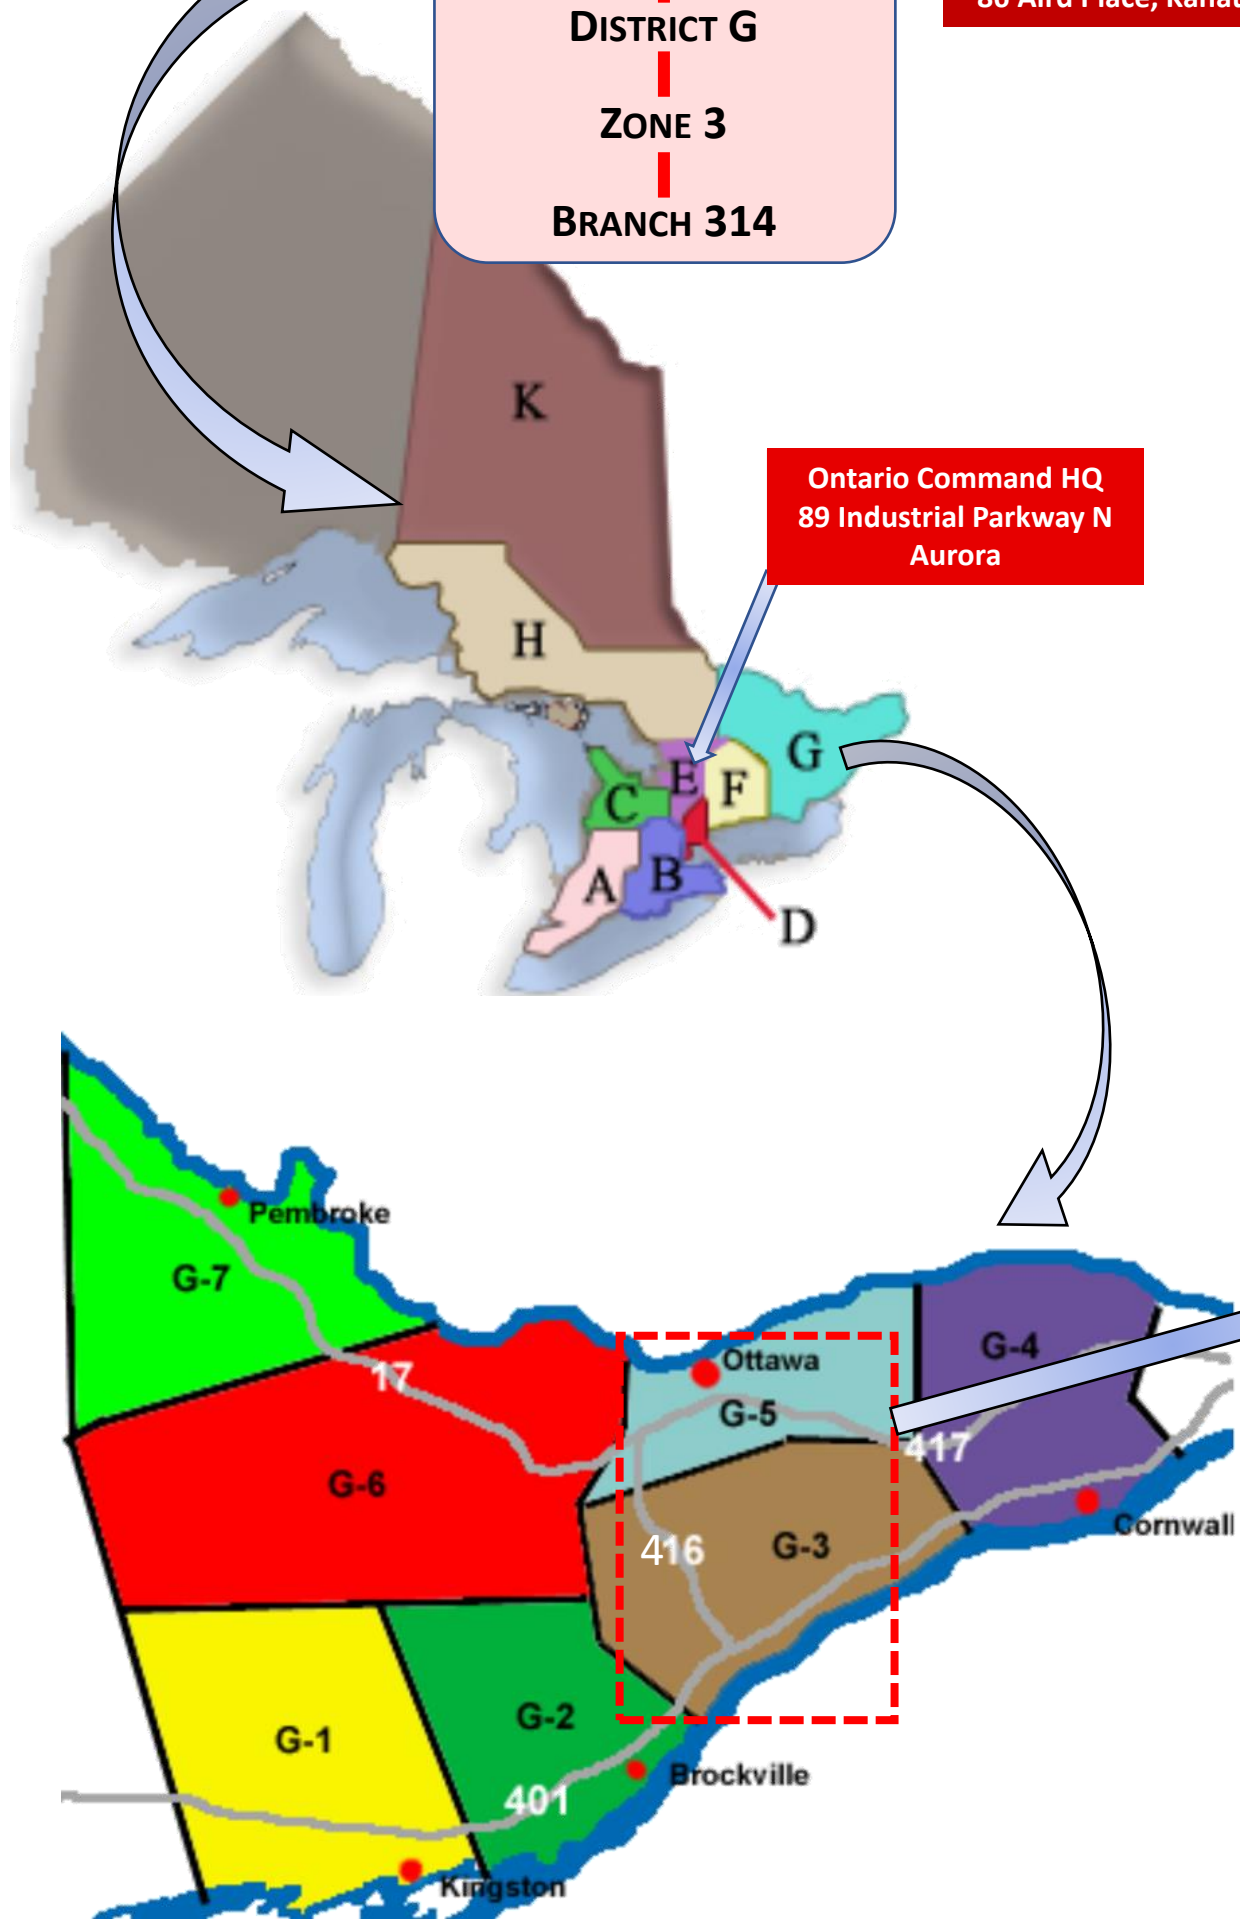 DISTRICT G
ZONE 3
BRANCH 314
K
Ontario Command HQ
89 Industrial Parkway N
Aurora
H
G
E
F
C
B
A
D
Pembroke
G-7
G-4
Ottawa
17
G-5
417
G-6
Cornwall
416
G-3
G-2
G-1
Brockville
401
Kingston